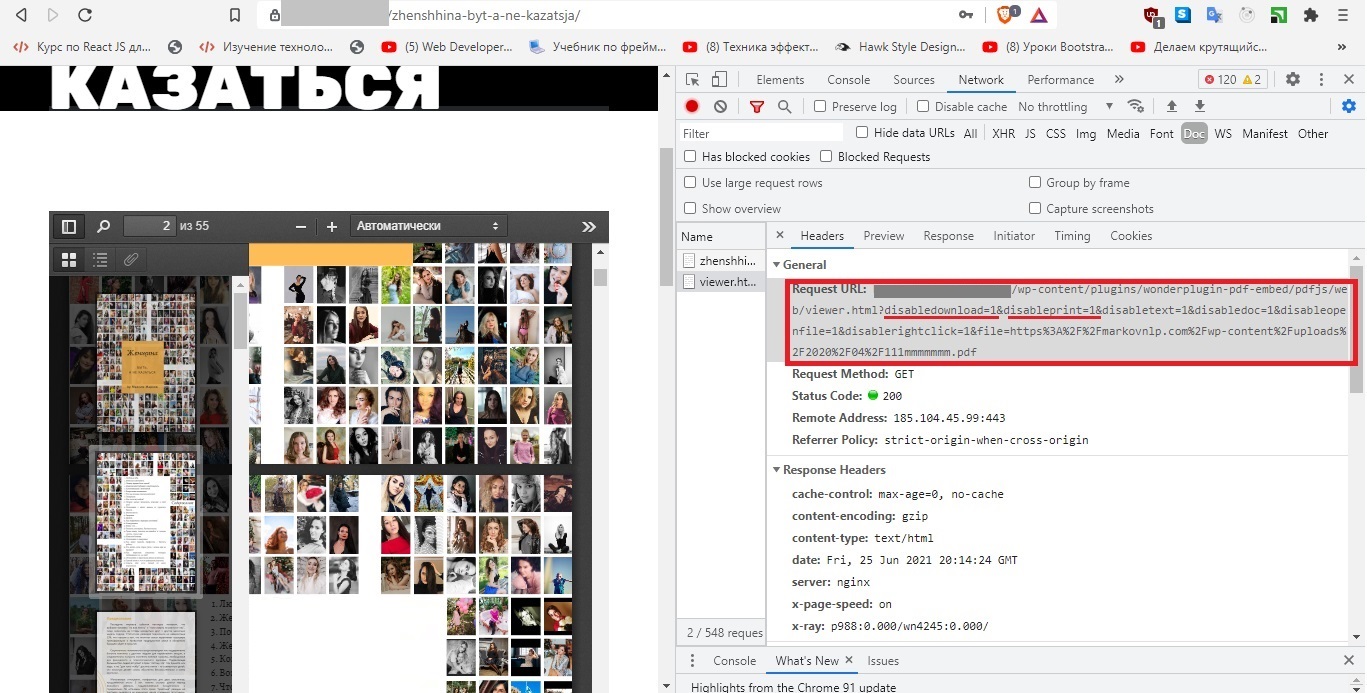 /zhenshhina-byt-a-ne-kazatsja/
1
1
Курс по React JS дл...
Изучение техноло...
(5) Web Developer...
Учебник по фрейм...
(8) Техника эффект...
Hawk Style Design...
(8) Уроки Bootstra...
Делаем крутящийс...
»
КАЗАТЬСЯ
2 из 55
Автоматически
Женщина
Elements Console Sources Network Performance » 120 2
Preserve log Disable cache No throttling
Filter Hide data URLs All XHR JS CSS Img Media Font Doc WS Manifest Other
Has blocked cookies Blocked Requests
Use large request rows Group by frame
Show overview Capture screenshots
Name Headers Preview Response Initiator Timing Cookies
zhenshhi...
viewer.ht...
General
Request URL: /wp-content/plugins/wonderplugin-pdf-embed/pdfjs/we
b/viewer.html?disabledownload=1&disableprint=1&disabletext=1&disabledoc=1&disableope
nfile=1&disablerightclick=1&file=https%3A%2F%2Fmarkovnlp.com%2Fwp-content%2Fuploads%
2F2020%2F04%2F111mmmmmmm.pdf
Request Method: GET
Status Code: 200
Remote Address: 185.104.45.99:443
Referrer Policy: strict-origin-when-cross-origin
Response Headers
cache-control: max-age=0, no-cache
content-encoding: gzip
content-type: text/html
date: Fri, 25 Jun 2021 20:14:24 GMT
server: nginx
x-page-speed: on
x-ray: p938:0.000/wn4245:0.000/
2 / 548 reques
Console What's New Issues
Highlights from the Chrome 91 update